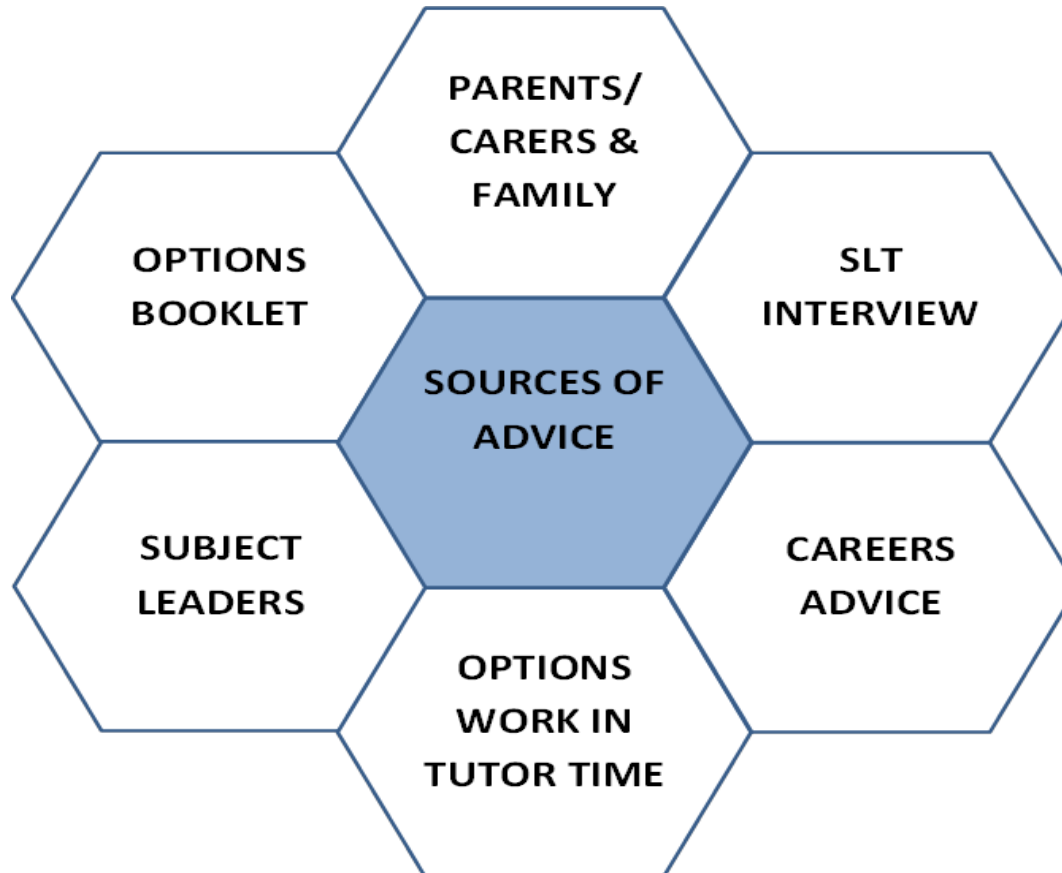 PARENTS/
CARERS &
FAMILY
OPTIONS
BOOKLET
SLT
INTERVIEW
SOURCES OF
ADVICE
SUBJECT
LEADERS
CAREERS
ADVICE
OPTIONS
WORK IN
TUTOR TIME